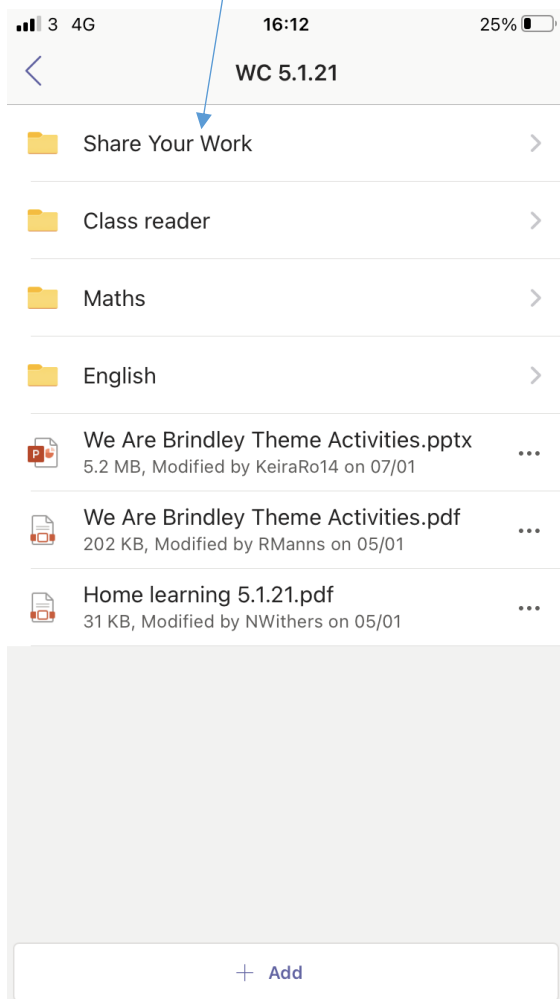 3 4G 16:12 25%
WC 5.1.21
Share Your Work
Class reader
Maths
English
We Are Brindley Theme Activities.pptx
5.2 MB, Modified by KeiraRo14 on 07/01
We Are Brindley Theme Activities.pdf
202 KB, Modified by RManns on 05/01
Home learning 5.1.21.pdf
31 KB, Modified by NWithers on 05/01
+ Add